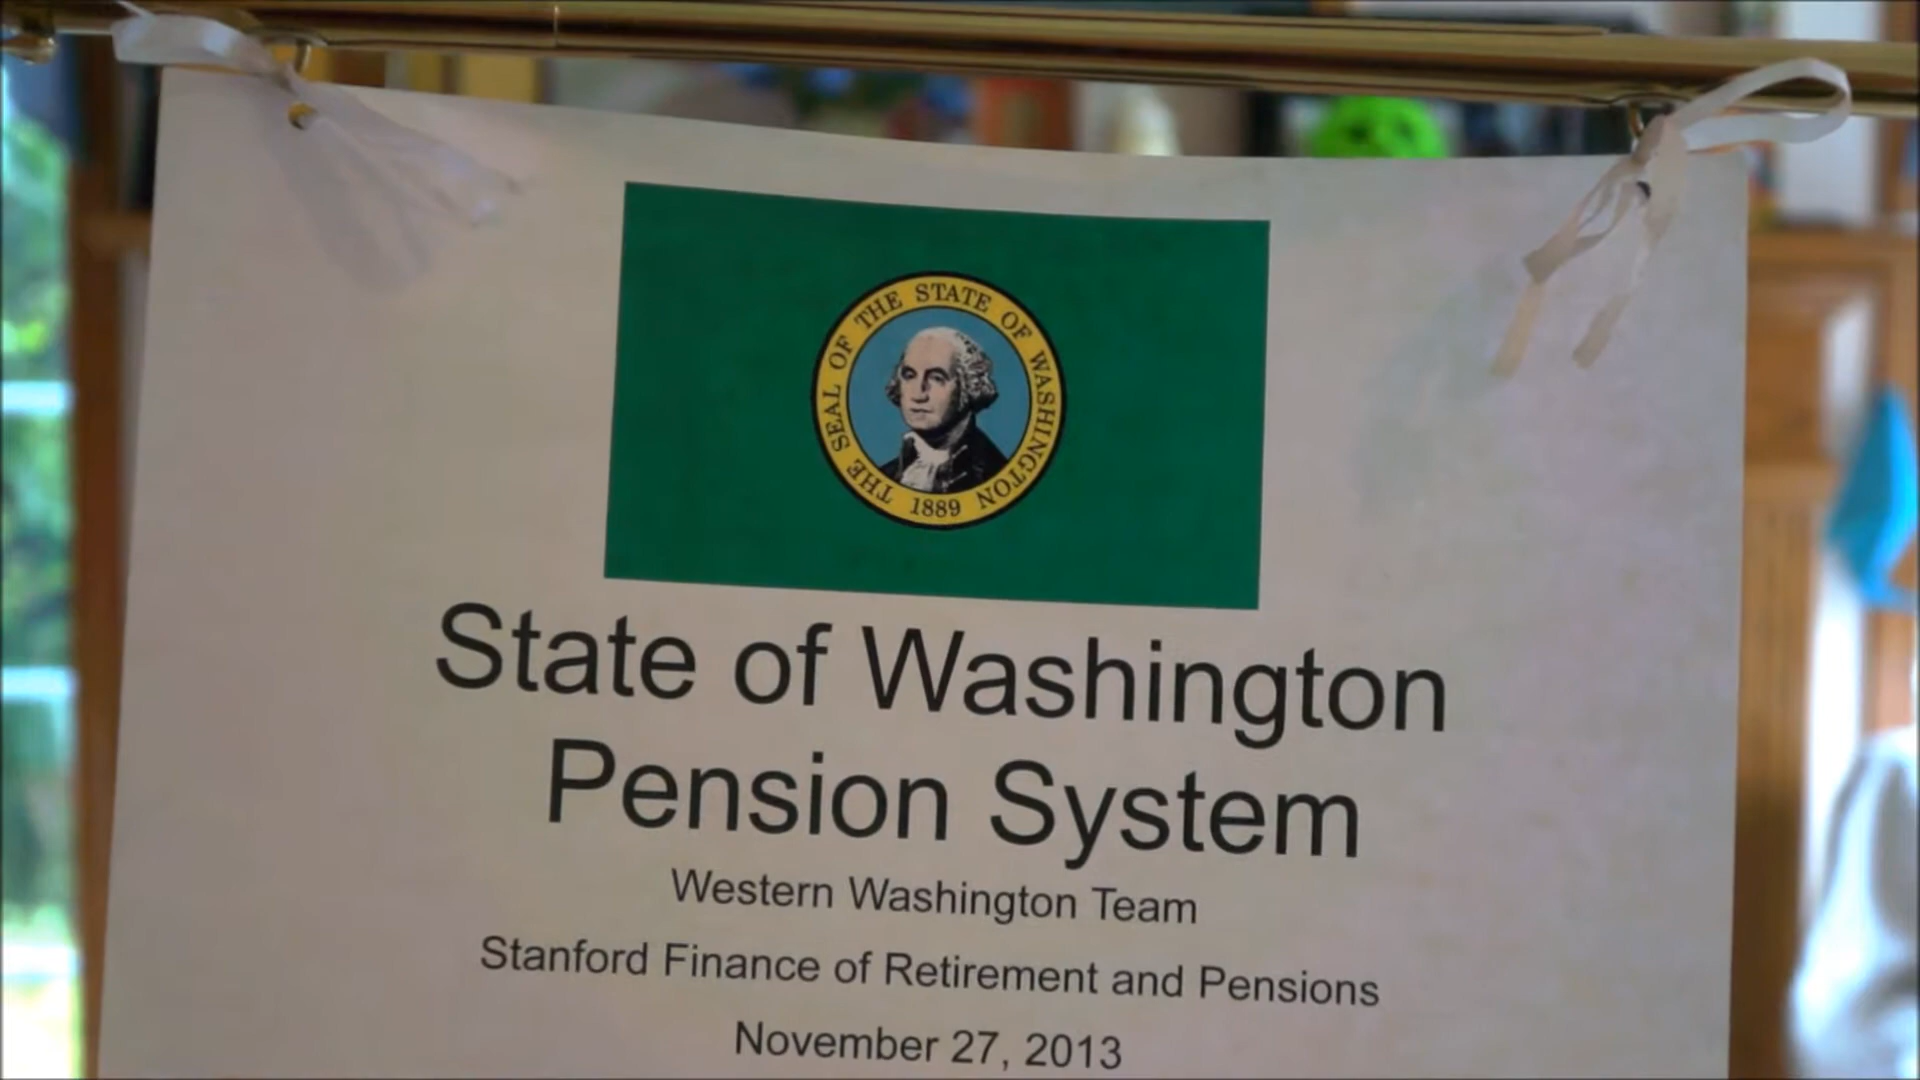 THE SEAL OF THE STATE OF WASHINGTON
1889
State of Washington
Pension System
Western Washington Team
Stanford Finance of Retirement and Pensions
November 27, 2013